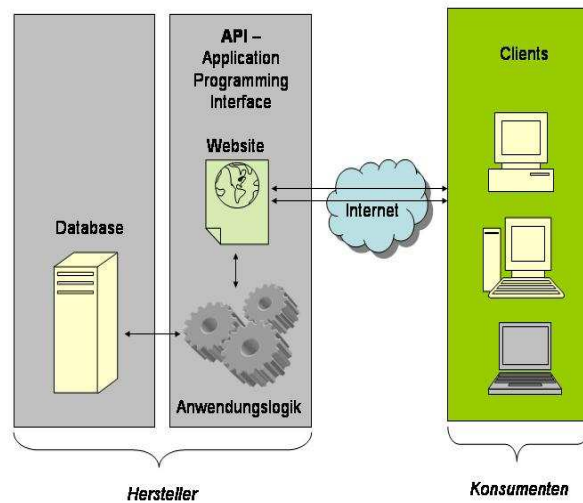 API –
Application
Programming
Interface
Website
Database
Anwendungslogik
Internet
Clients
Hersteller
Konsumenten